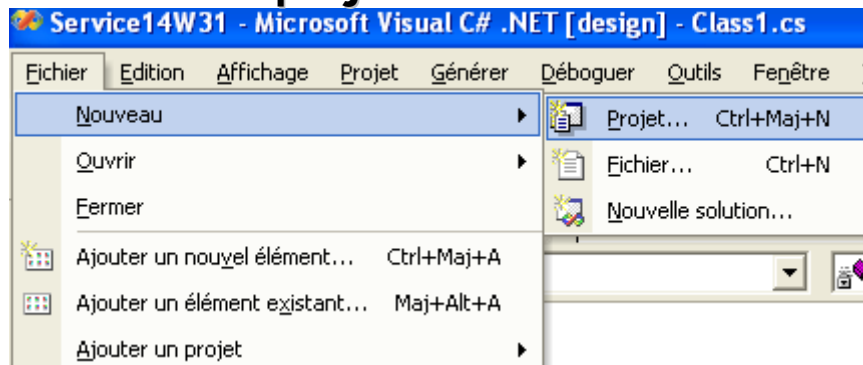 Service14W31 - Microsoft Visual C# .NET [design] - Class1.cs
Fichier Edition Affichage Projet Générer Déboguer Outils Fenêtre
Nouveau
Projet... Ctrl+Maj+N
Ouvrir
Fichier... Ctrl+N
Fermer
Nouvelle solution...
Ajouter un nouvel élément... Ctrl+Maj+A
Ajouter un élément existant... Maj+Alt+A
Ajouter un projet